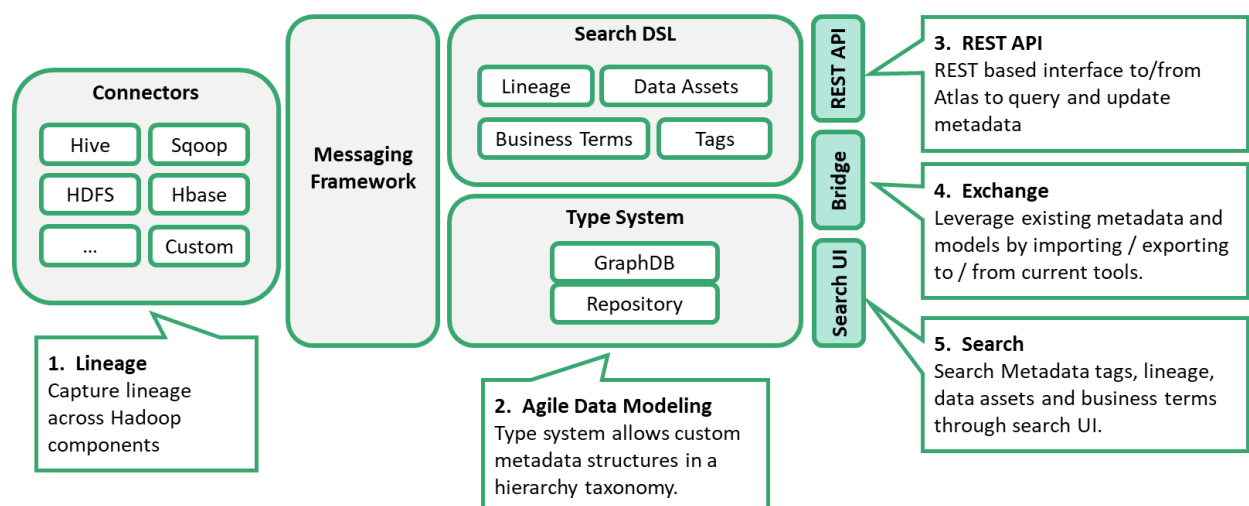 Connectors
Hive
Sqoop
HDFS
Hbase
...
Custom
Messaging
Framework
Search DSL
Lineage
Data Assets
Business Terms
Tags
Type System
GraphDB
Repository
REST API
Bridge
Search UI
1. Lineage
Capture lineage
across Hadoop
components
2. Agile Data Modeling
Type system allows custom
metadata structures in a
hierarchy taxonomy.
3. REST API
REST based interface to/from
Atlas to query and update
metadata
4. Exchange
Leverage existing metadata and
models by importing / exporting
to / from current tools.
5. Search
Search Metadata tags, lineage,
data assets and business terms
through search UI.